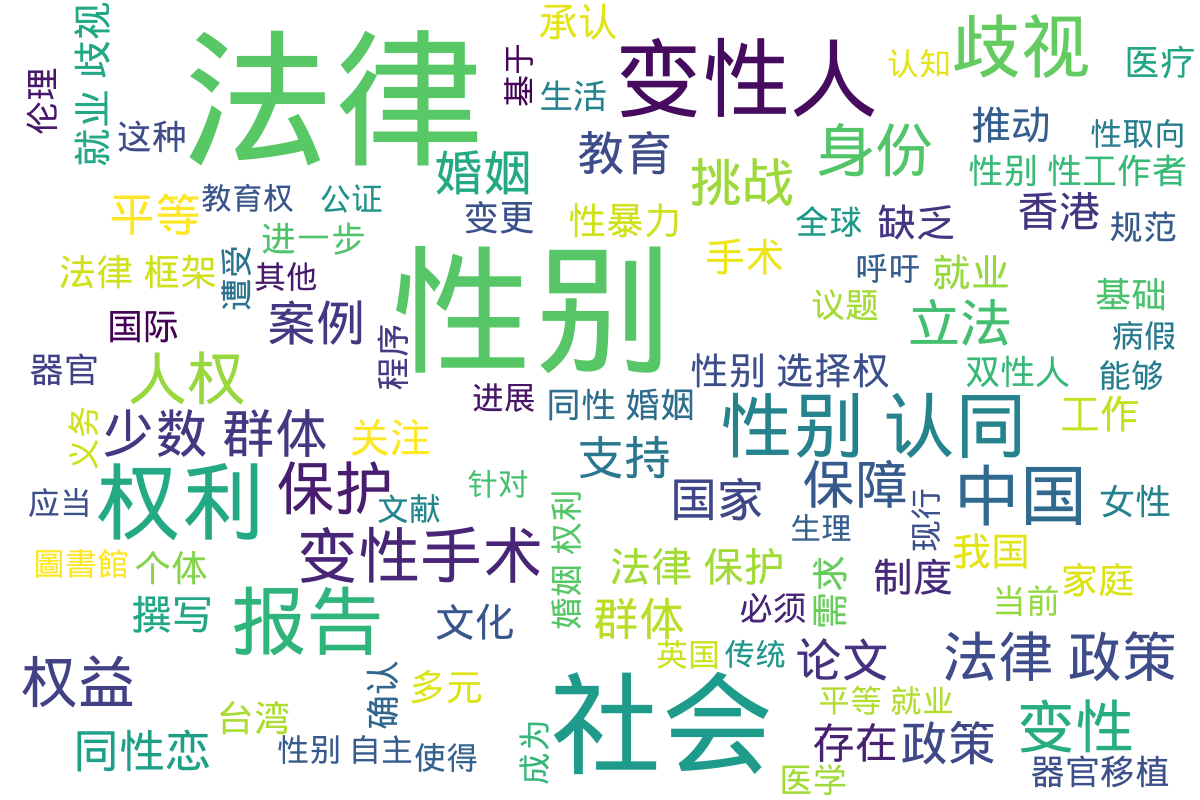 法律
变性人
歧视
承认
就业 歧视
伦理
基于
认知
医疗
这种
生活
教育
身份
推动
性取向
婚姻
挑战
性别 性工作者
平等
教育权
公证
变更
性暴力
全球
缺乏
香港
规范
进一步
遭受
手术
呼吁
就业
法律 框架
其他
性别
议题
基础
国际
案例
程序
立法
病假
器官
人权
性别 选择权
双性人
能够
进展
同性 婚姻
性别 认同
工作
义务
少数 群体
关注
支持
权利
保护
针对
国家
保障
中国
女性
应当
文献
婚姻 权利
生理
现行
圖書館
个体
变性手术
法律 保护
需求
制度
我国
家庭
撰写
报告
文化
群体
必须
当前
权益
确认
多元
英国
传统
论文
法律 政策
台湾
社会
平等 就业
同性恋
性别 自主
使得
成为
存在
政策
变性
医学
器官移植